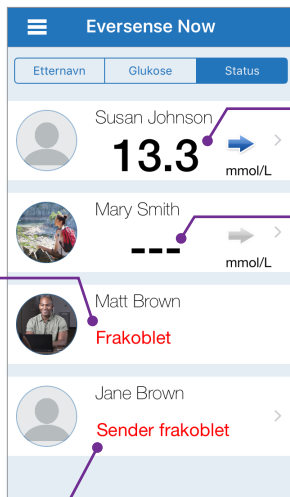 Eversense Now
Etternavn Glukose Status
Susan Johnson
13.3
mmol/L
Mary Smith
---
mmol/L
Matt Brown
Frakoblet
Jane Brown
Sender frakoblet